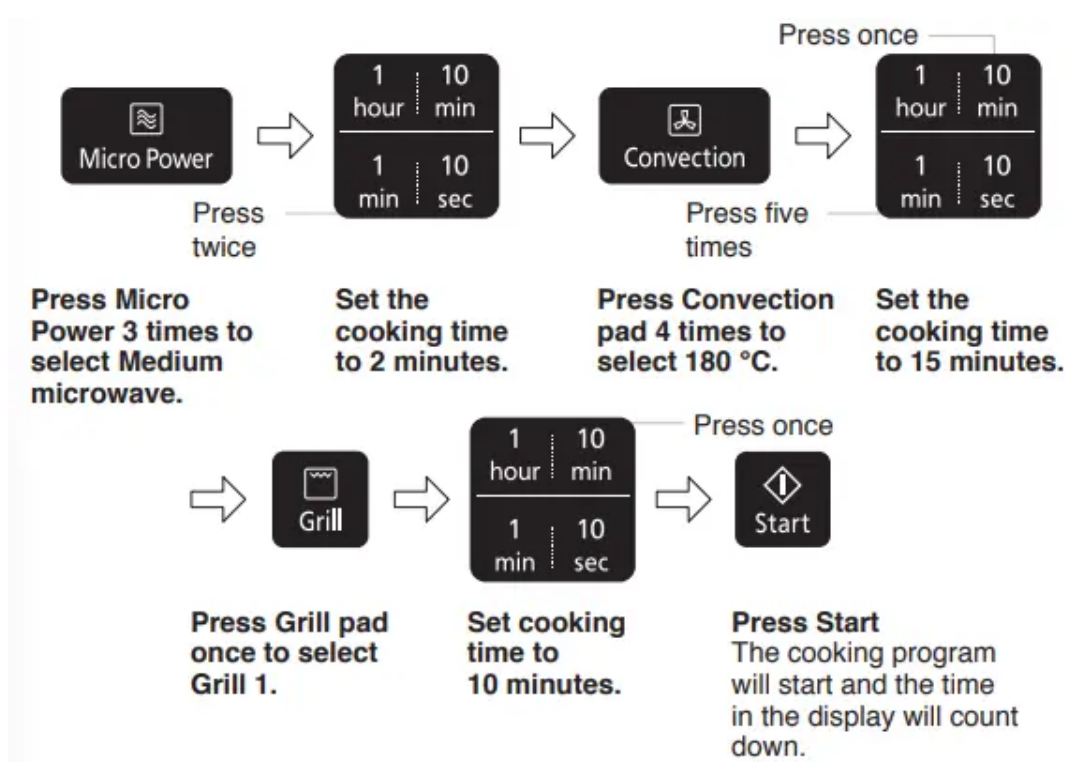 Press once
1 10
hour min
1 10
min sec
Micro Power
Press
twice
1 10
hour min
1 10
min sec
Convection
Press five
times
Press Micro
Power 3 times to
select Medium
microwave.
Set the
cooking time
to 2 minutes.
Press Convection
pad 4 times to
select 180 °C.
Set the
cooking time
to 15 minutes.
Grill
1 10
hour min
1 10
min sec
Press once
Start
Press Grill pad
once to select
Grill 1.
Set cooking
time to
10 minutes.
Press Start
The cooking program
will start and the time
in the display will count
down.